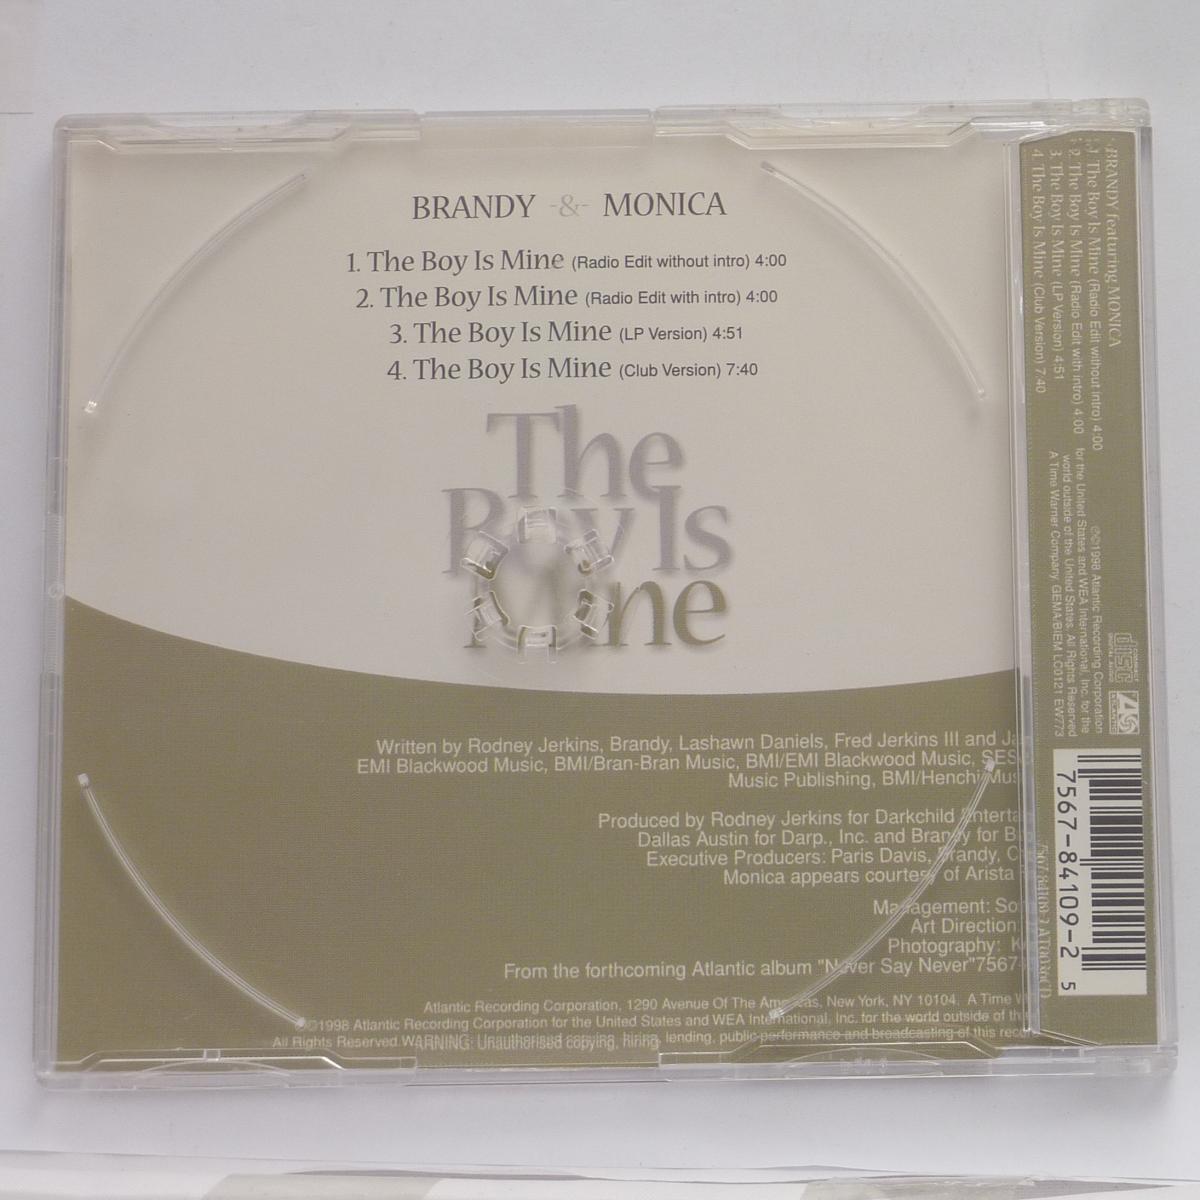 BRANDY -&- MONICA
1. The Boy Is Mine (Radio Edit without intro) 4:00
2. The Boy Is Mine (Radio Edit with intro) 4:00
3. The Boy Is Mine (LP Version) 4:51
4. The Boy Is Mine (Club Version) 7:40
The
Boy Is
Mine
Written by Rodney Jerkins, Brandy, Lashawn Daniels, Fred Jerkins III and
EMI Blackwood Music, BMI/Bran-Bran Music, BMI/EMI Blackwood Music,
Music Publishing, BMI/Henchi
Produced by Rodney Jerkins for Darkchild
Dallas Austin for Darp., Inc. and Brandy for
Executive Producers: Paris Davis, Brandy,
Monica appears courtesy of Arista
Management:
Art Direction
Photography:
From the forthcoming Atlantic album "Never Say Never" 7567
Atlantic Recording Corporation, 1290 Avenue Of The Americas, New York, NY 10104. A Time
℗©1998 Atlantic Recording Corporation for the United States and WEA International, Inc. for the world outside of
All Rights Reserved WARNING: Unauthorised copying, hiring, lending, public performance and broadcasting of this
BRANDY featuring MONICA
1. The Boy Is Mine (Radio Edit without intro) 4:00
2. The Boy Is Mine (Radio Edit with intro) 4:00
3. The Boy Is Mine (LP Version) 4:51
4. The Boy Is Mine (Club Version) 7:40
℗©1998 Atlantic Recording Corporation
for the United States and WEA International, Inc. for the
world outside of the United States. All Rights Reserved
A Time Warner Company. GEMA/BIEM LC0121 EW773
COMPACT
disc
DIGITAL AUDIO
ATLANTIC
7567-84109-2 5